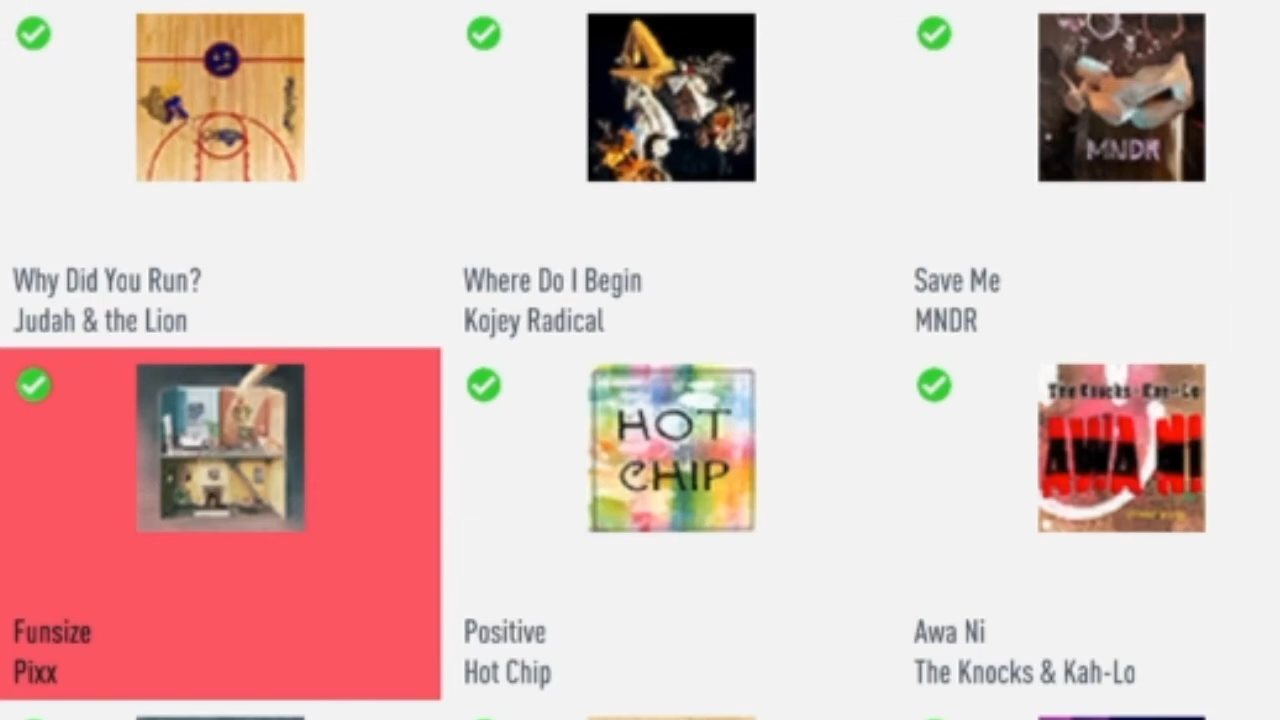 MNDR
Why Did You Run?
Judah & the Lion
Where Do I Begin
Kojey Radical
Save Me
MNDR
HOT
CHIP
The Knocks · Kah-Lo
AWA NI
Funsize
Pixx
Positive
Hot Chip
Awa Ni
The Knocks & Kah-Lo